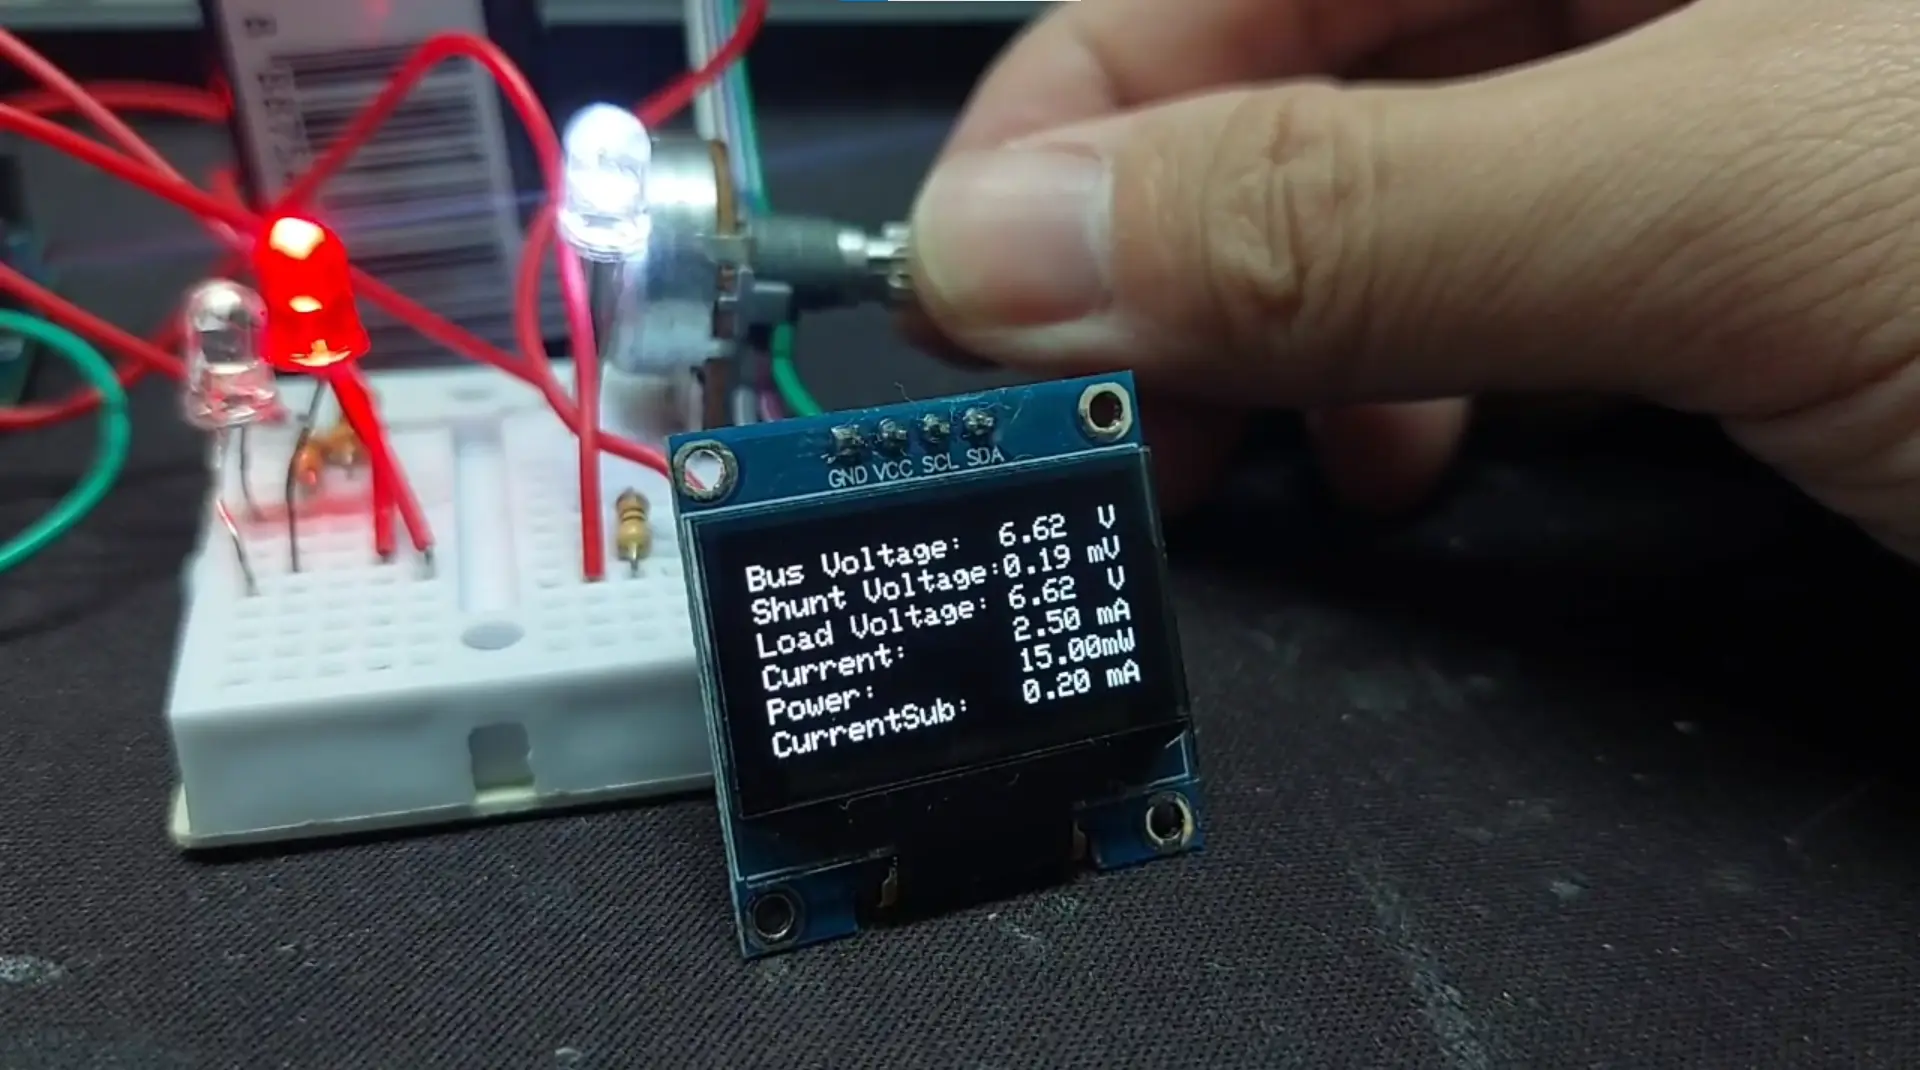 GND VCC SCL SDA
Bus Voltage: 6.62 V
Shunt Voltage:0.19 mV
Load Voltage: 6.62 V
Current: 2.50 mA
Power: 15.00mW
CurrentSub: 0.20 mA